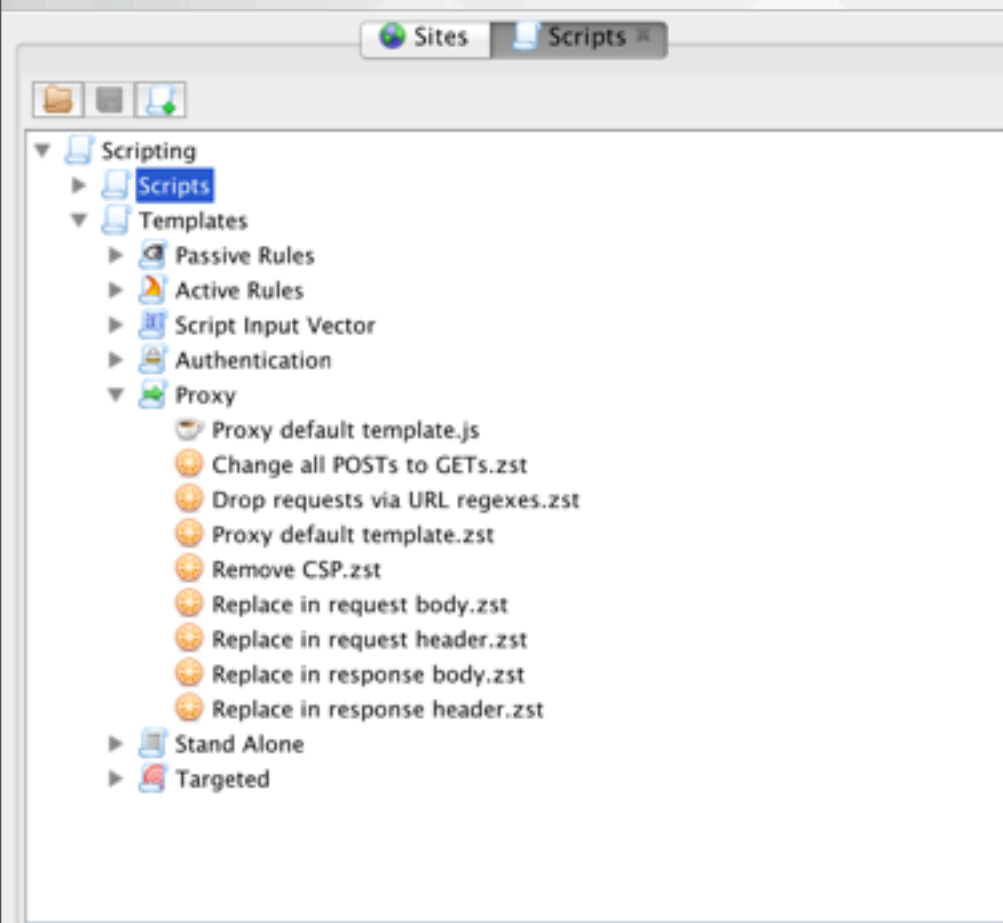 Sites Scripts
Scripting
Scripts
Templates
Passive Rules
Active Rules
Script Input Vector
Authentication
Proxy
Proxy default template.js
Change all POSTs to GETs.zst
Drop requests via URL regexes.zst
Proxy default template.zst
Remove CSP.zst
Replace in request body.zst
Replace in request header.zst
Replace in response body.zst
Replace in response header.zst
Stand Alone
Targeted